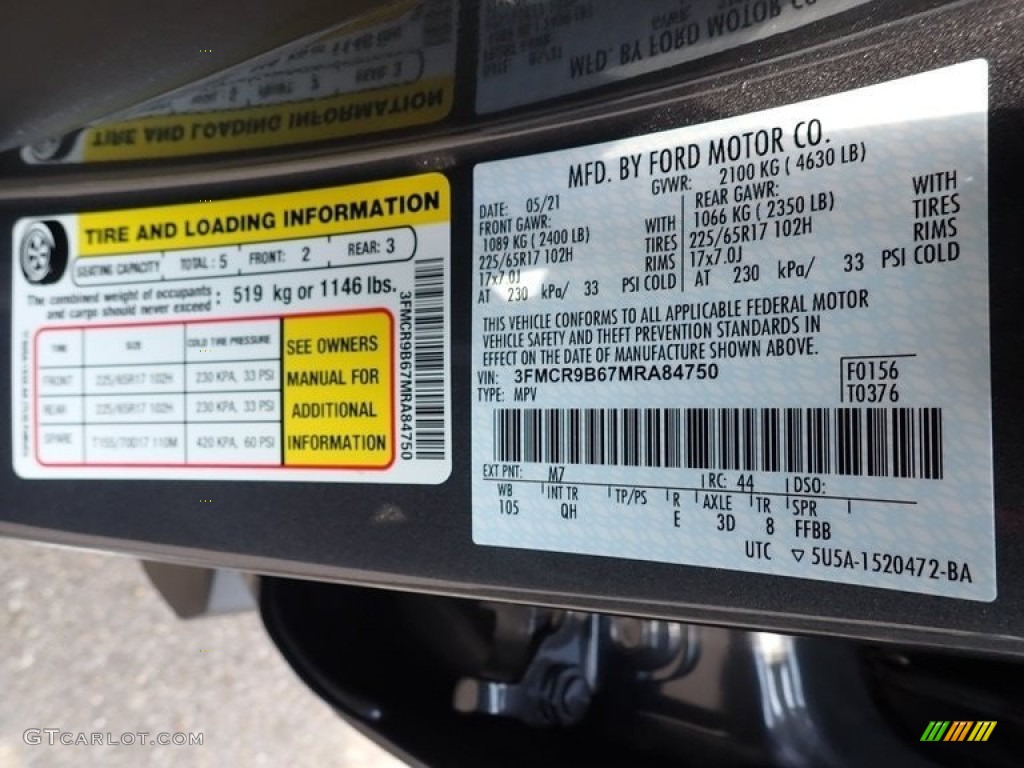 TIRE AND LOADING INFORMATION
SEATING CAPACITY TOTAL: 5 FRONT: 2 REAR: 3
The combined weight of occupants and cargo should never exceed : 519 kg or 1146 lbs.
TIRE SIZE COLD TIRE PRESSURE
FRONT 225/65R17 102H 230 KPA, 33 PSI
REAR 225/65R17 102H 230 KPA, 33 PSI
SPARE T155/70D17 110M 420 KPA, 60 PSI
SEE OWNERS
MANUAL FOR
ADDITIONAL
INFORMATION
3FMCR9B67MRA84750
MFD. BY FORD MOTOR CO.
DATE: 05/21 GVWR: 2100 KG ( 4630 LB)
FRONT GAWR:
1089 KG ( 2400 LB) WITH
225/65R17 102H TIRES
17x7.0J RIMS
AT 230 kPa/ 33 PSI COLD
REAR GAWR:
1066 KG ( 2350 LB) WITH
225/65R17 102H TIRES
17x7.0J RIMS
AT 230 kPa/ 33 PSI COLD
THIS VEHICLE CONFORMS TO ALL APPLICABLE FEDERAL MOTOR
VEHICLE SAFETY AND THEFT PREVENTION STANDARDS IN
EFFECT ON THE DATE OF MANUFACTURE SHOWN ABOVE.
VIN: 3FMCR9B67MRA84750
TYPE: MPV
F0156
T0376
EXT PNT: M7 RC: 44 DSO:
WB INT TR TP/PS R AXLE TR SPR
105 QH E 3D 8 FFBB
UTC ▽ 5U5A-1520472-BA
GTCARLOT.COM